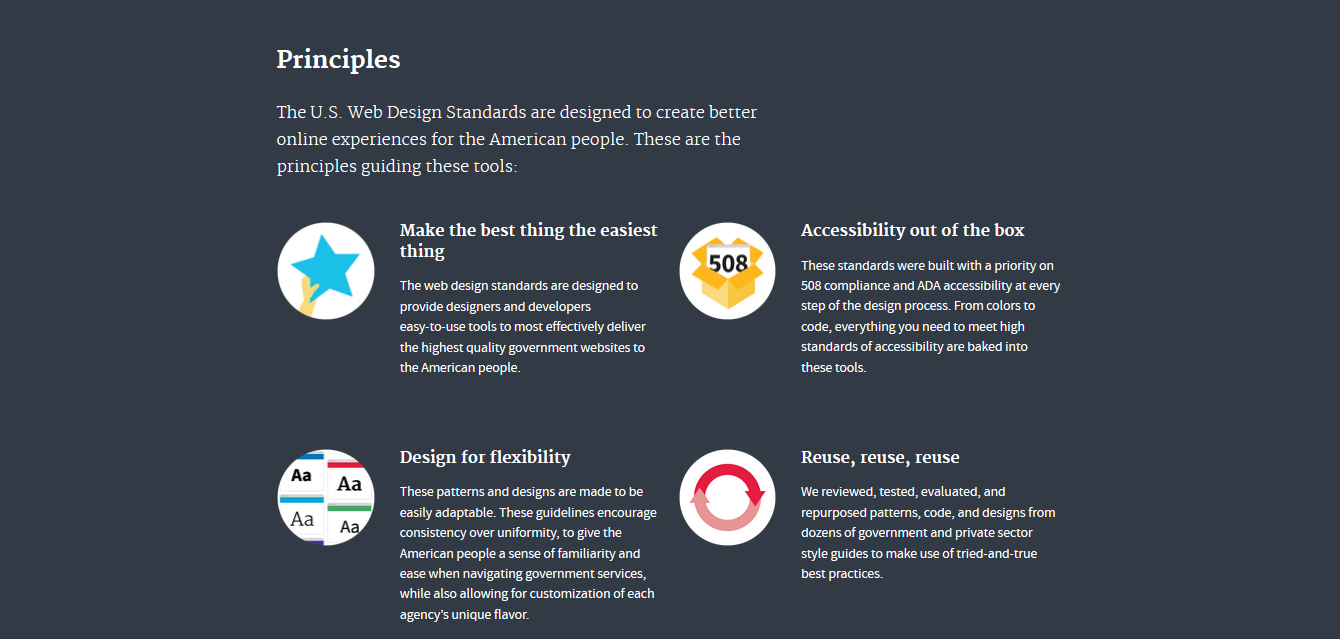 Principles
The U.S. Web Design Standards are designed to create better
online experiences for the American people. These are the
principles guiding these tools:
Make the best thing the easiest
thing
The web design standards are designed to
provide designers and developers
easy-to-use tools to most effectively deliver
the highest quality government websites to
the American people.
508
Accessibility out of the box
These standards were built with a priority on
508 compliance and ADA accessibility at every
step of the design process. From colors to
code, everything you need to meet high
standards of accessibility are baked into
these tools.
Aa
Aa
Aa
Aa
Design for flexibility
These patterns and designs are made to be
easily adaptable. These guidelines encourage
consistency over uniformity, to give the
American people a sense of familiarity and
ease when navigating government services,
while also allowing for customization of each
agency’s unique flavor.
Reuse, reuse, reuse
We reviewed, tested, evaluated, and
repurposed patterns, code, and designs from
dozens of government and private sector
style guides to make use of tried-and-true
best practices.